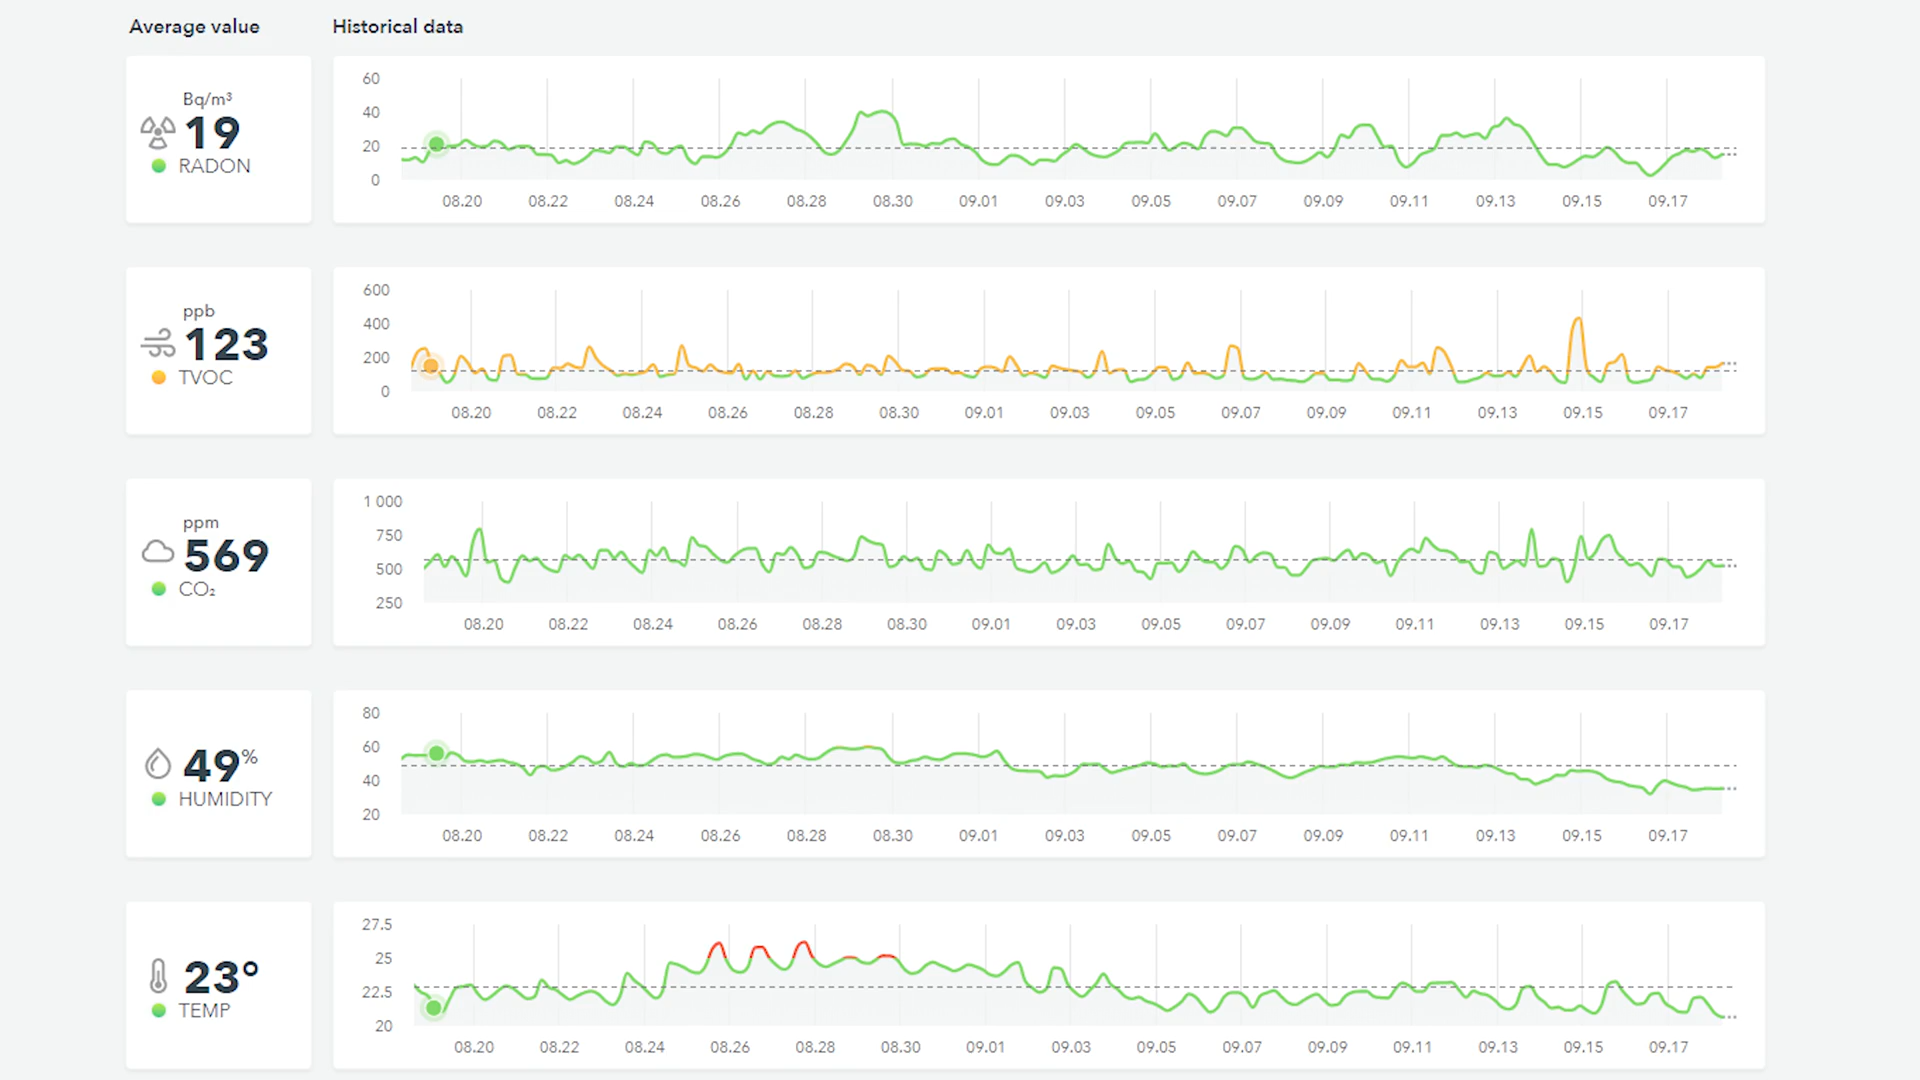 Average value
Historical data
Bq/m³
19
RADON
60
40
20
0
08.20 08.22 08.24 08.26 08.28 08.30 09.01 09.03 09.05 09.07 09.09 09.11 09.13 09.15 09.17
ppb
123
TVOC
600
400
200
0
08.20 08.22 08.24 08.26 08.28 08.30 09.01 09.03 09.05 09.07 09.09 09.11 09.13 09.15 09.17
ppm
569
CO₂
1 000
750
500
250
08.20 08.22 08.24 08.26 08.28 08.30 09.01 09.03 09.05 09.07 09.09 09.11 09.13 09.15 09.17
49%
HUMIDITY
80
60
40
20
08.20 08.22 08.24 08.26 08.28 08.30 09.01 09.03 09.05 09.07 09.09 09.11 09.13 09.15 09.17
23°
TEMP
27.5
25
22.5
20
08.20 08.22 08.24 08.26 08.28 08.30 09.01 09.03 09.05 09.07 09.09 09.11 09.13 09.15 09.17